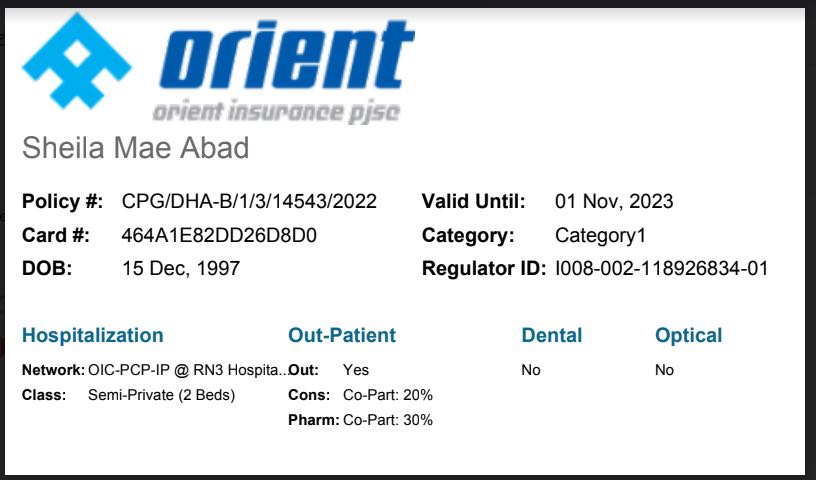 orient
orient insurance pjsc
Sheila Mae Abad
Policy #: CPG/DHA-B/1/3/14543/2022 Valid Until: 01 Nov, 2023
Card #: 464A1E82DD26D8D0 Category: Category1
DOB: 15 Dec, 1997 Regulator ID: I008-002-118926834-01
Hospitalization Out-Patient Dental Optical
Network: OIC-PCP-IP @ RN3 Hospita... Out: Yes No No
Class: Semi-Private (2 Beds) Cons: Co-Part: 20%
Pharm: Co-Part: 30%